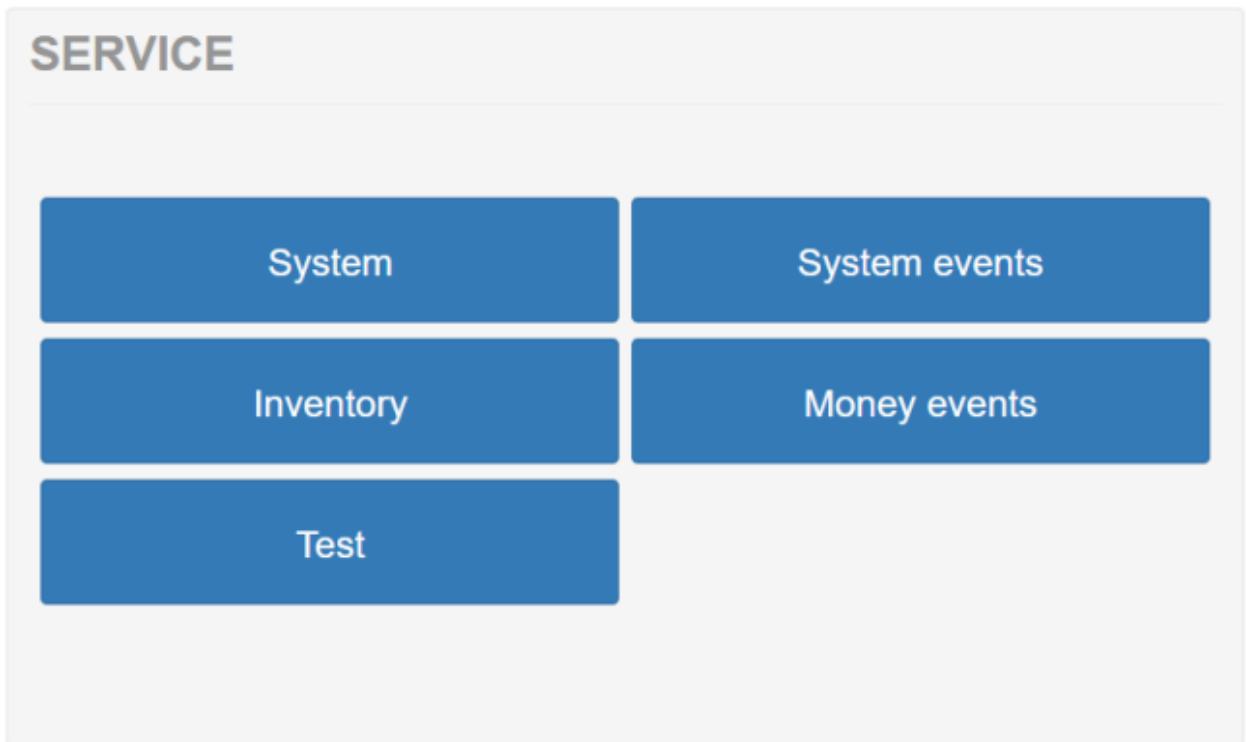 SERVICE
System
System events
Inventory
Money events
Test